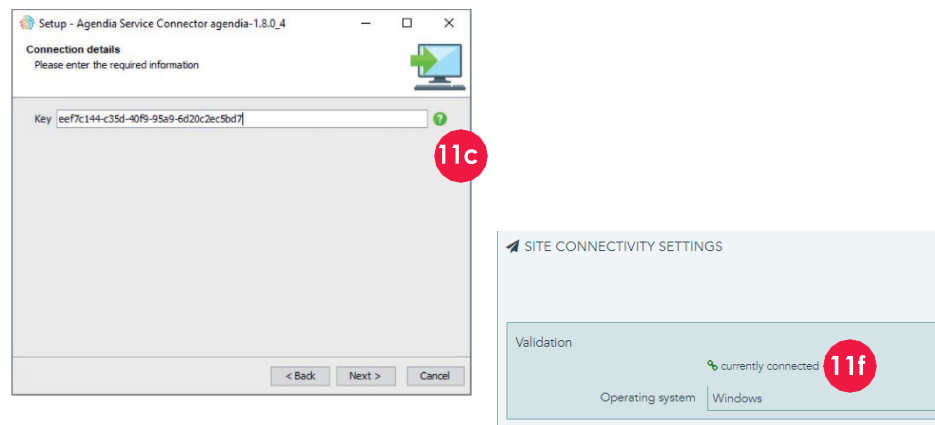 Setup - Agendia Service Connector agendia-1.8.0_4
Connection details
Please enter the required information
Key eef7c144-c35d-40f9-95a9-6d20c2ec5bd7
?
11c
< Back Next > Cancel
SITE CONNECTIVITY SETTINGS
Validation
currently connected
11f
Operating system Windows